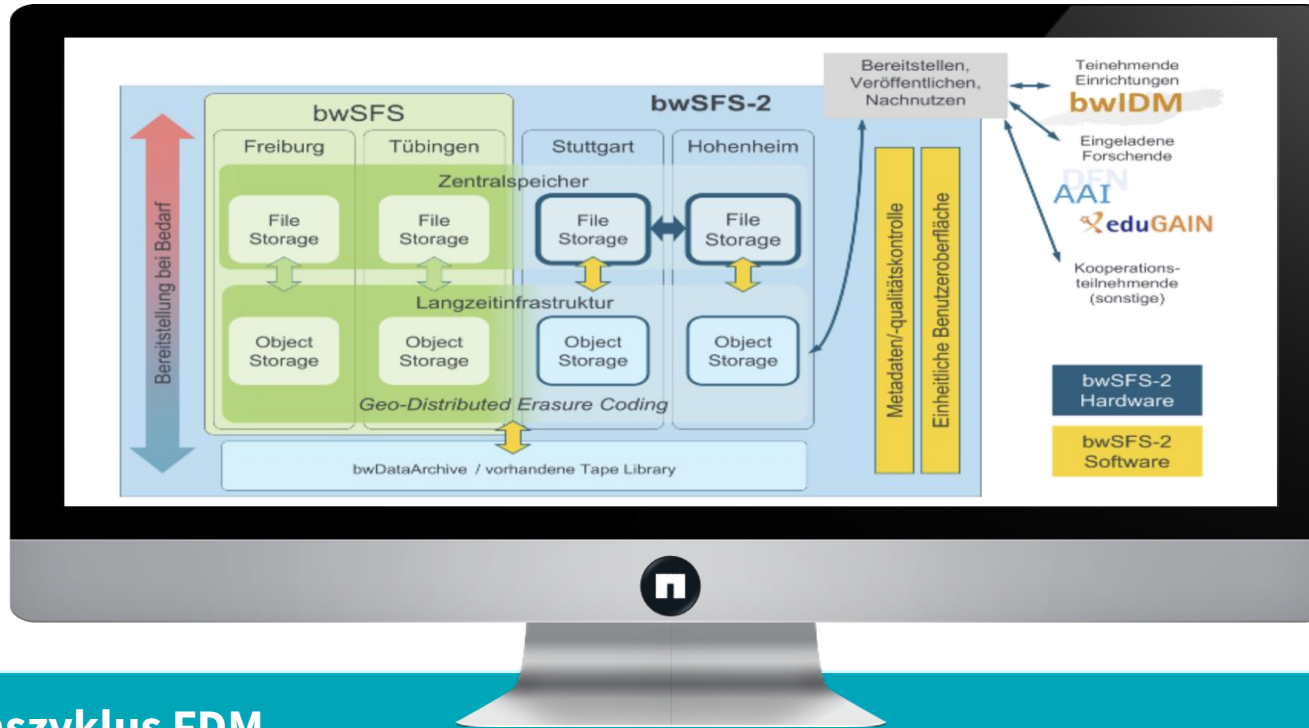 Bereitstellen,
Veröffentlichen,
Nachnutzen
Teinehmende
Einrichtungen
bwIDM
Eingeladene
Forschende
DFN
AAI
eduGAIN
Kooperations-
teilnehmende
(sonstige)
bwSFS
bwSFS-2
Freiburg
Tübingen
Stuttgart
Hohenheim
Zentralspeicher
File
Storage
File
Storage
File
Storage
File
Storage
Langzeitinfrastruktur
Object
Storage
Object
Storage
Object
Storage
Object
Storage
Geo-Distributed Erasure Coding
bwDataArchive / vorhandene Tape Library
Bereitstellung bei Bedarf
Metadaten/-qualitätskontrolle
Einheitliche Benutzeroberfläche
bwSFS-2
Hardware
bwSFS-2
Software
FDM